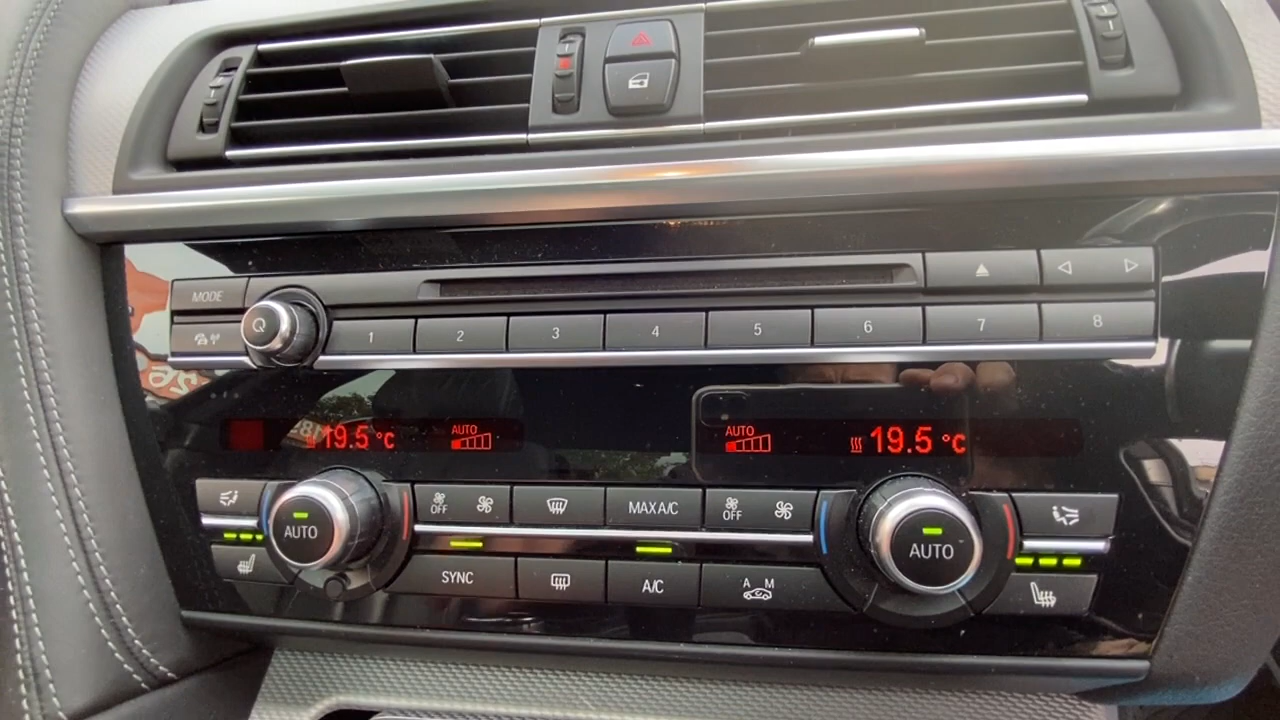 MODE
1 2 3 4 5 6 7 8
19.5 °C AUTO AUTO 19.5 °C
AUTO OFF MAX A/C OFF AUTO
SYNC A/C A M